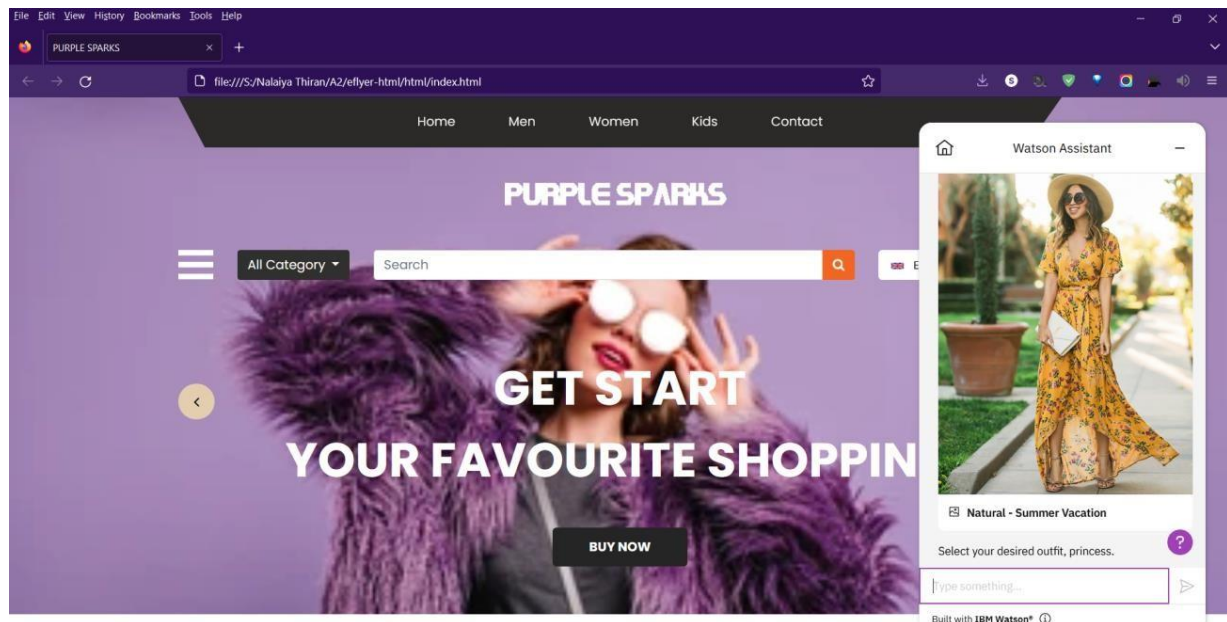 File Edit View History Bookmarks Tools Help
PURPLE SPARKS
file:///S:/Nalaiya Thiran/A2/eflyer-html/html/index.html
Home Men Women Kids Contact
PURPLE SPARKS
All Category Search
E
GET START
YOUR FAVOURITE SHOPPIN
BUY NOW
Watson Assistant
Natural - Summer Vacation
Select your desired outfit, princess.
?
Type something...
Built with IBM Watson®